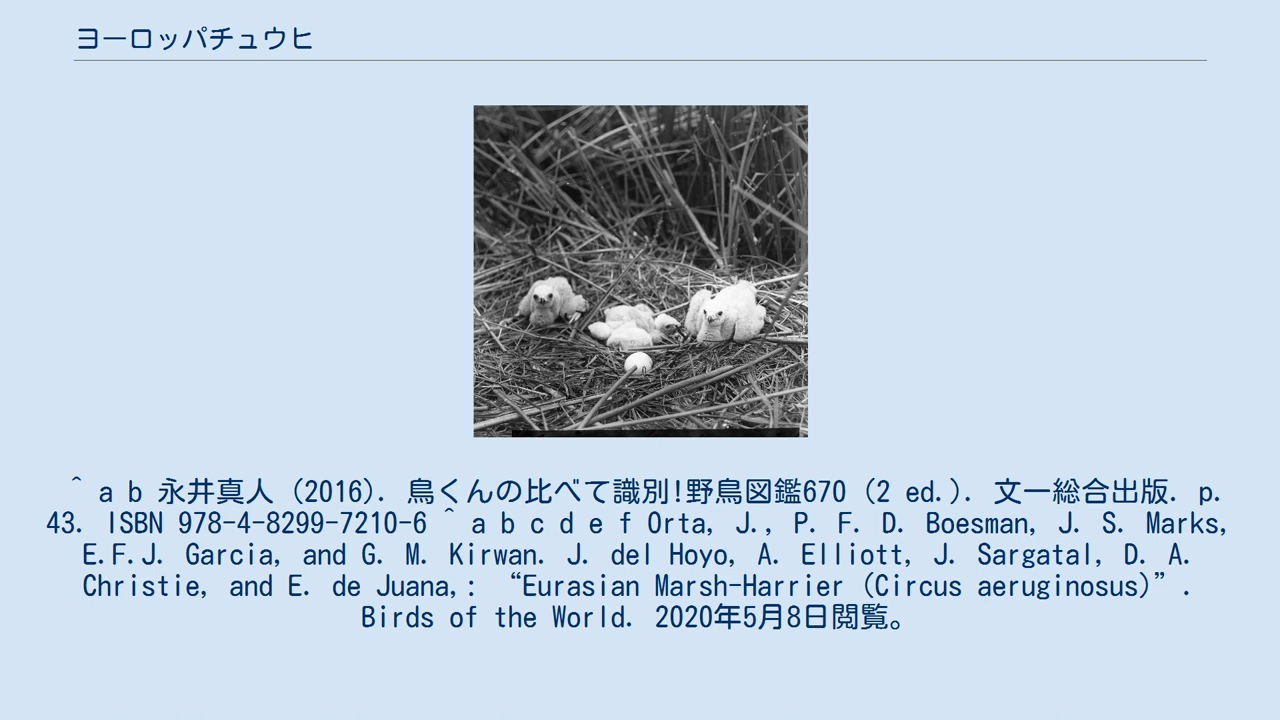 ヨーロッパチュウヒ
^ a b 永井真人 (2016). 鳥くんの比べて識別!野鳥図鑑670 (2 ed.). 文一総合出版. p.
43. ISBN 978-4-8299-7210-6 ^ a b c d e f Orta, J., P. F. D. Boesman, J. S. Marks,
E.F.J. Garcia, and G. M. Kirwan. J. del Hoyo, A. Elliott, J. Sargatal, D. A.
Christie, and E. de Juana,: “Eurasian Marsh-Harrier (Circus aeruginosus)”.
Birds of the World. 2020年5月8日閲覧。